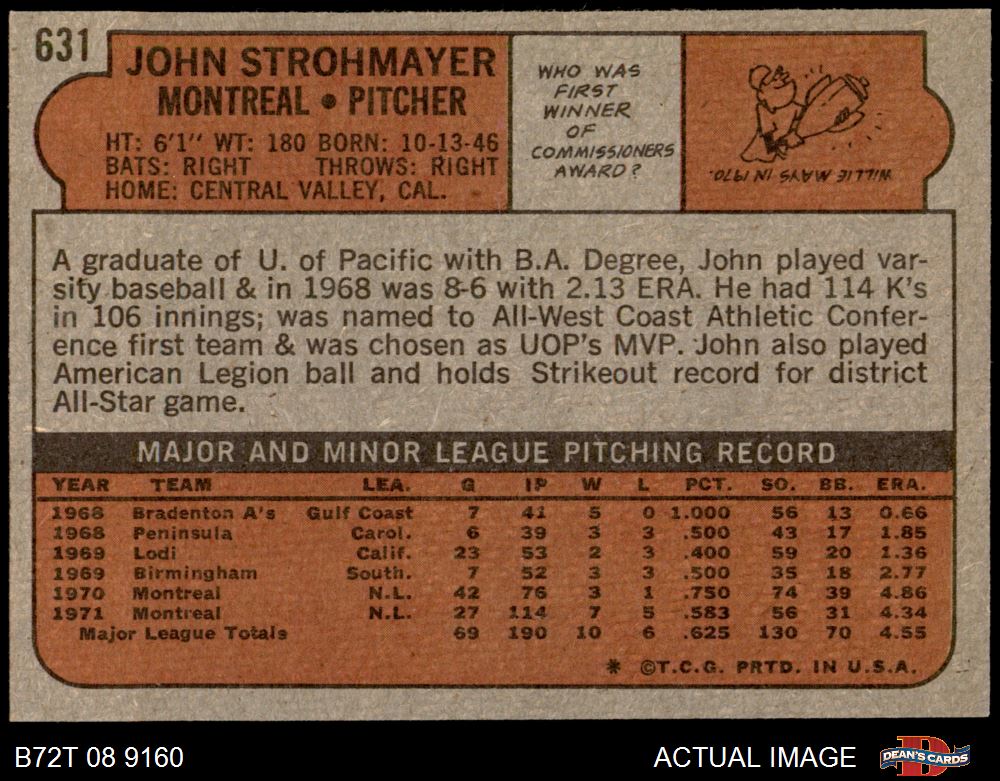 631
JOHN STROHMAYER
MONTREAL • PITCHER
HT: 6'1" WT: 180 BORN: 10-13-46
BATS: RIGHT THROWS: RIGHT
HOME: CENTRAL VALLEY, CAL.
WHO WAS
FIRST
WINNER
OF
COMMISSIONERS
AWARD?
WILLIE MAYS IN 1970.
A graduate of U. of Pacific with B.A. Degree, John played var-
sity baseball & in 1968 was 8-6 with 2.13 ERA. He had 114 K's
in 106 innings; was named to All-West Coast Athletic Confer-
ence first team & was chosen as UOP's MVP. John also played
American Legion ball and holds Strikeout record for district
All-Star game.
MAJOR AND MINOR LEAGUE PITCHING RECORD
YEAR TEAM LEA. G IP W L PCT. SO. BB. ERA.
1968 Bradenton A's Gulf Coast 7 41 5 0 1.000 56 13 0.66
1968 Peninsula Carol. 6 39 3 3 .500 43 17 1.85
1969 Lodi Calif. 23 53 2 3 .400 59 20 1.36
1969 Birmingham South. 7 52 3 3 .500 35 18 2.77
1970 Montreal N.L. 42 76 3 1 .750 74 39 4.86
1971 Montreal N.L. 27 114 7 5 .583 56 31 4.34
Major League Totals 69 190 10 6 .625 130 70 4.55
* ©T.C.G. PRTD. IN U.S.A.
B72T 08 9160
ACTUAL IMAGE
DEAN'S CARDS